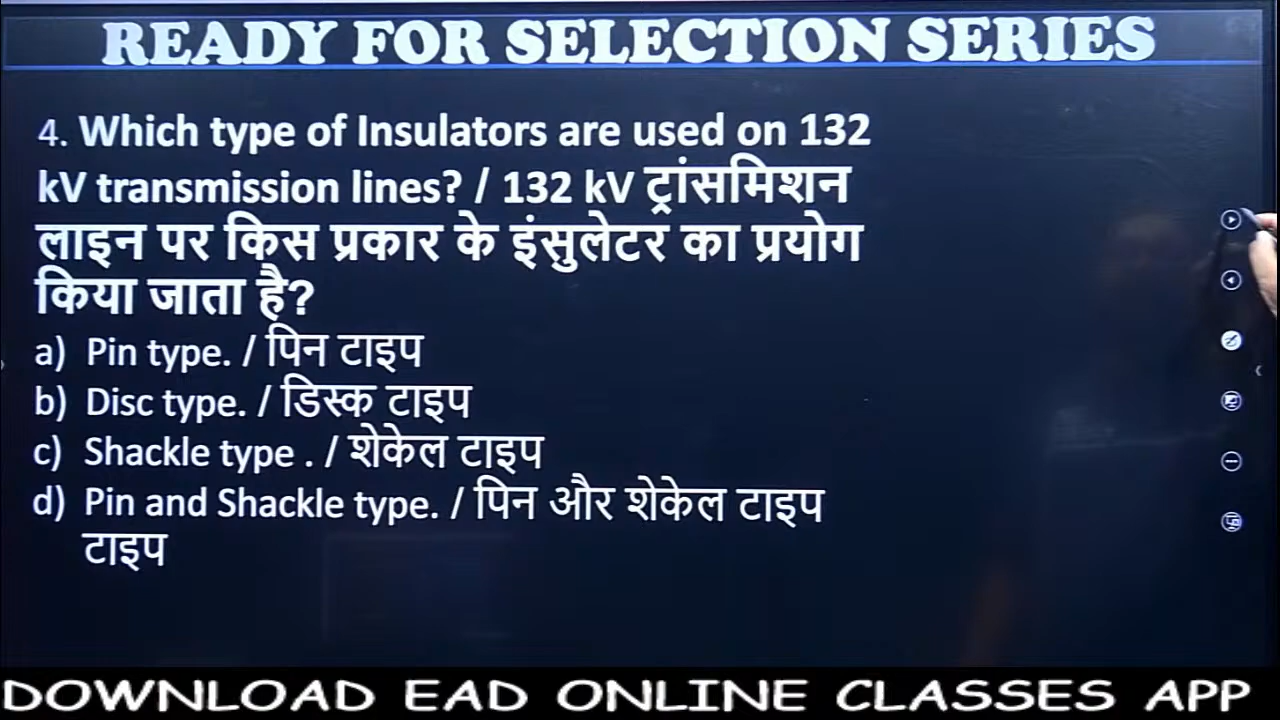 READY FOR SELECTION SERIES
4. Which type of Insulators are used on 132
kV transmission lines? / 132 kV ट्रांसमिशन
लाइन पर किस प्रकार के इंसुलेटर का प्रयोग
किया जाता है?
a) Pin type. / पिन टाइप
b) Disc type. / डिस्क टाइप
c) Shackle type . / शेकेल टाइप
d) Pin and Shackle type. / पिन और शेकेल टाइप
टाइप
DOWNLOAD EAD ONLINE CLASSES APP